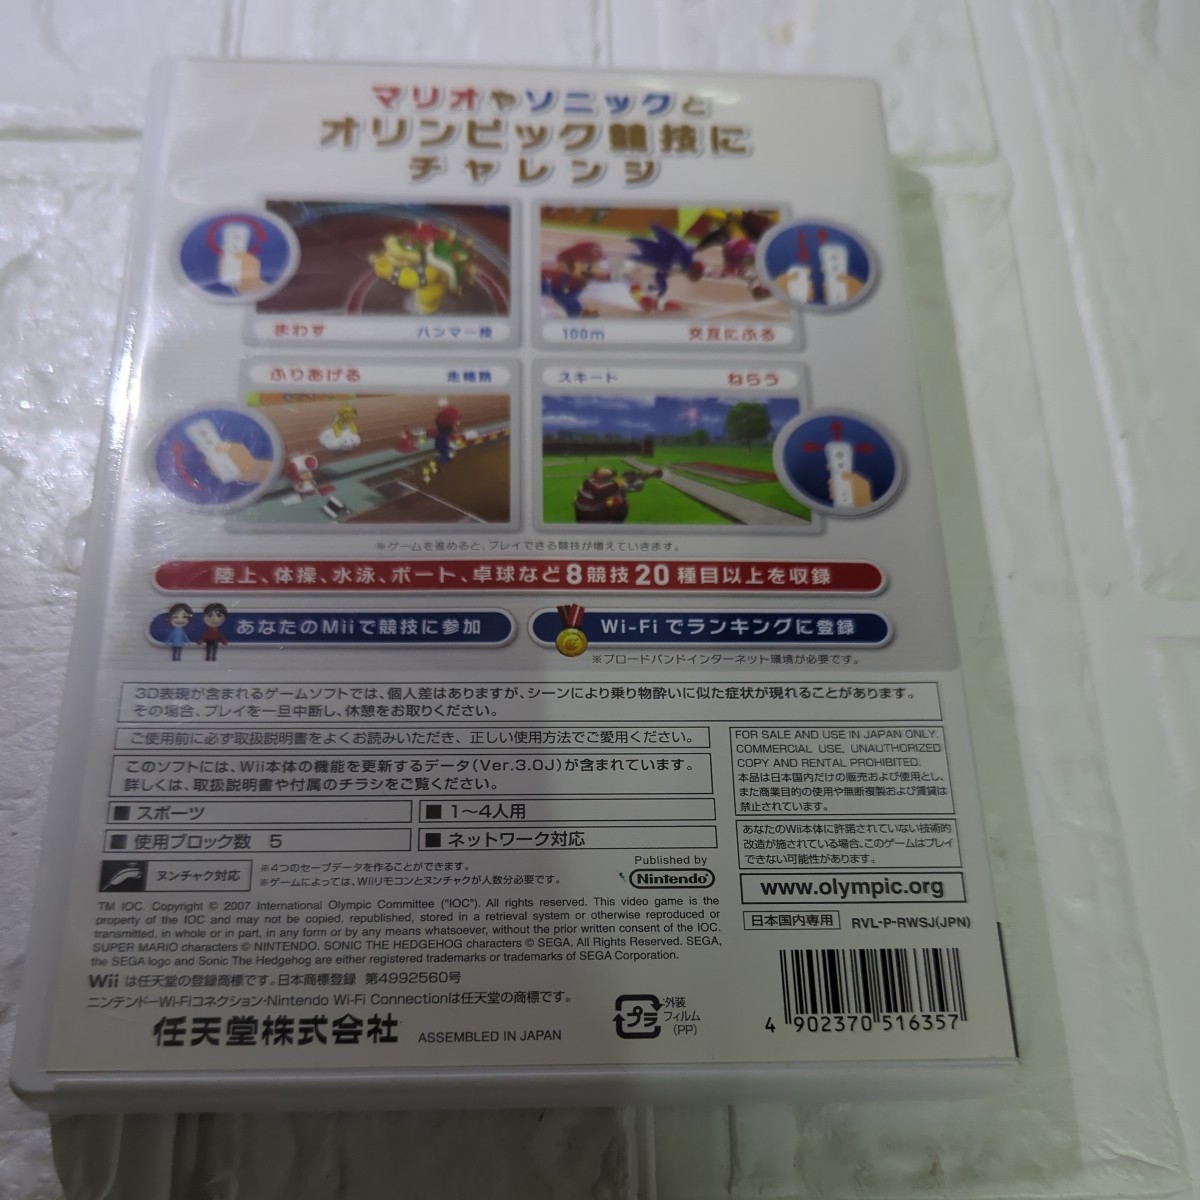 マリオやソニックと
オリンピック競技に
チャレンジ
まわす ハンマー投
100m 交互にふる
ふりあげる 走幅跳
スキート ねらう
※ゲームを進めると、プレイできる競技が増えていきます。
陸上、体操、水泳、ボート、卓球など8競技20種目以上を収録
あなたのMiiで競技に参加
Wi-Fiでランキングに登録
※ブロードバンドインターネット環境が必要です。
3D表現が含まれるゲームソフトでは、個人差はありますが、シーンにより乗り物酔いに似た症状が現れることがあります。
その場合、プレイを一旦中断し、休憩をお取りください。
ご使用前に必ず取扱説明書をよくお読みいただき、正しい使用方法でご愛用ください。
このソフトには、Wii本体の機能を更新するデータ(Ver.3.0J)が含まれています。
詳しくは、取扱説明書や付属のチラシをご覧ください。
■ スポーツ
■ 1〜4人用
■ 使用ブロック数 5
■ ネットワーク対応
ヌンチャク対応
※4つのセーブデータを作ることができます。
※ゲームによっては、Wiiリモコンとヌンチャクが人数分必要です。
Published by
Nintendo
FOR SALE AND USE IN JAPAN ONLY.
COMMERCIAL USE, UNAUTHORIZED
COPY AND RENTAL PROHIBITED.
本品は日本国内だけの販売および使用とし、
また商業目的の使用や無断複製および賃貸は
禁止されています。
あなたのWii本体に許諾されていない技術的
改造が施されている場合、このゲームはプレイ
できない可能性があります。
www.olympic.org
日本国内専用 RVL-P-RWSJ(JPN)
TM IOC. Copyright © 2007 International Olympic Committee ("IOC"). All rights reserved. This video game is the
property of the IOC and may not be copied, republished, stored in a retrieval system or otherwise reproduced or
transmitted, in whole or in part, in any form or by any means whatsoever, without the prior written consent of the IOC.
SUPER MARIO characters © NINTENDO. SONIC THE HEDGEHOG characters © SEGA. All Rights Reserved. SEGA,
the SEGA logo and Sonic The Hedgehog are either registered trademarks or trademarks of SEGA Corporation.
Wii は任天堂の登録商標です。日本商標登録 第4992560号
ニンテンドーWi-Fiコネクション・Nintendo Wi-Fi Connectionは任天堂の商標です。
任天堂株式会社 ASSEMBLED IN JAPAN
プラ
外装
フィルム
(PP)
4 902370 516357